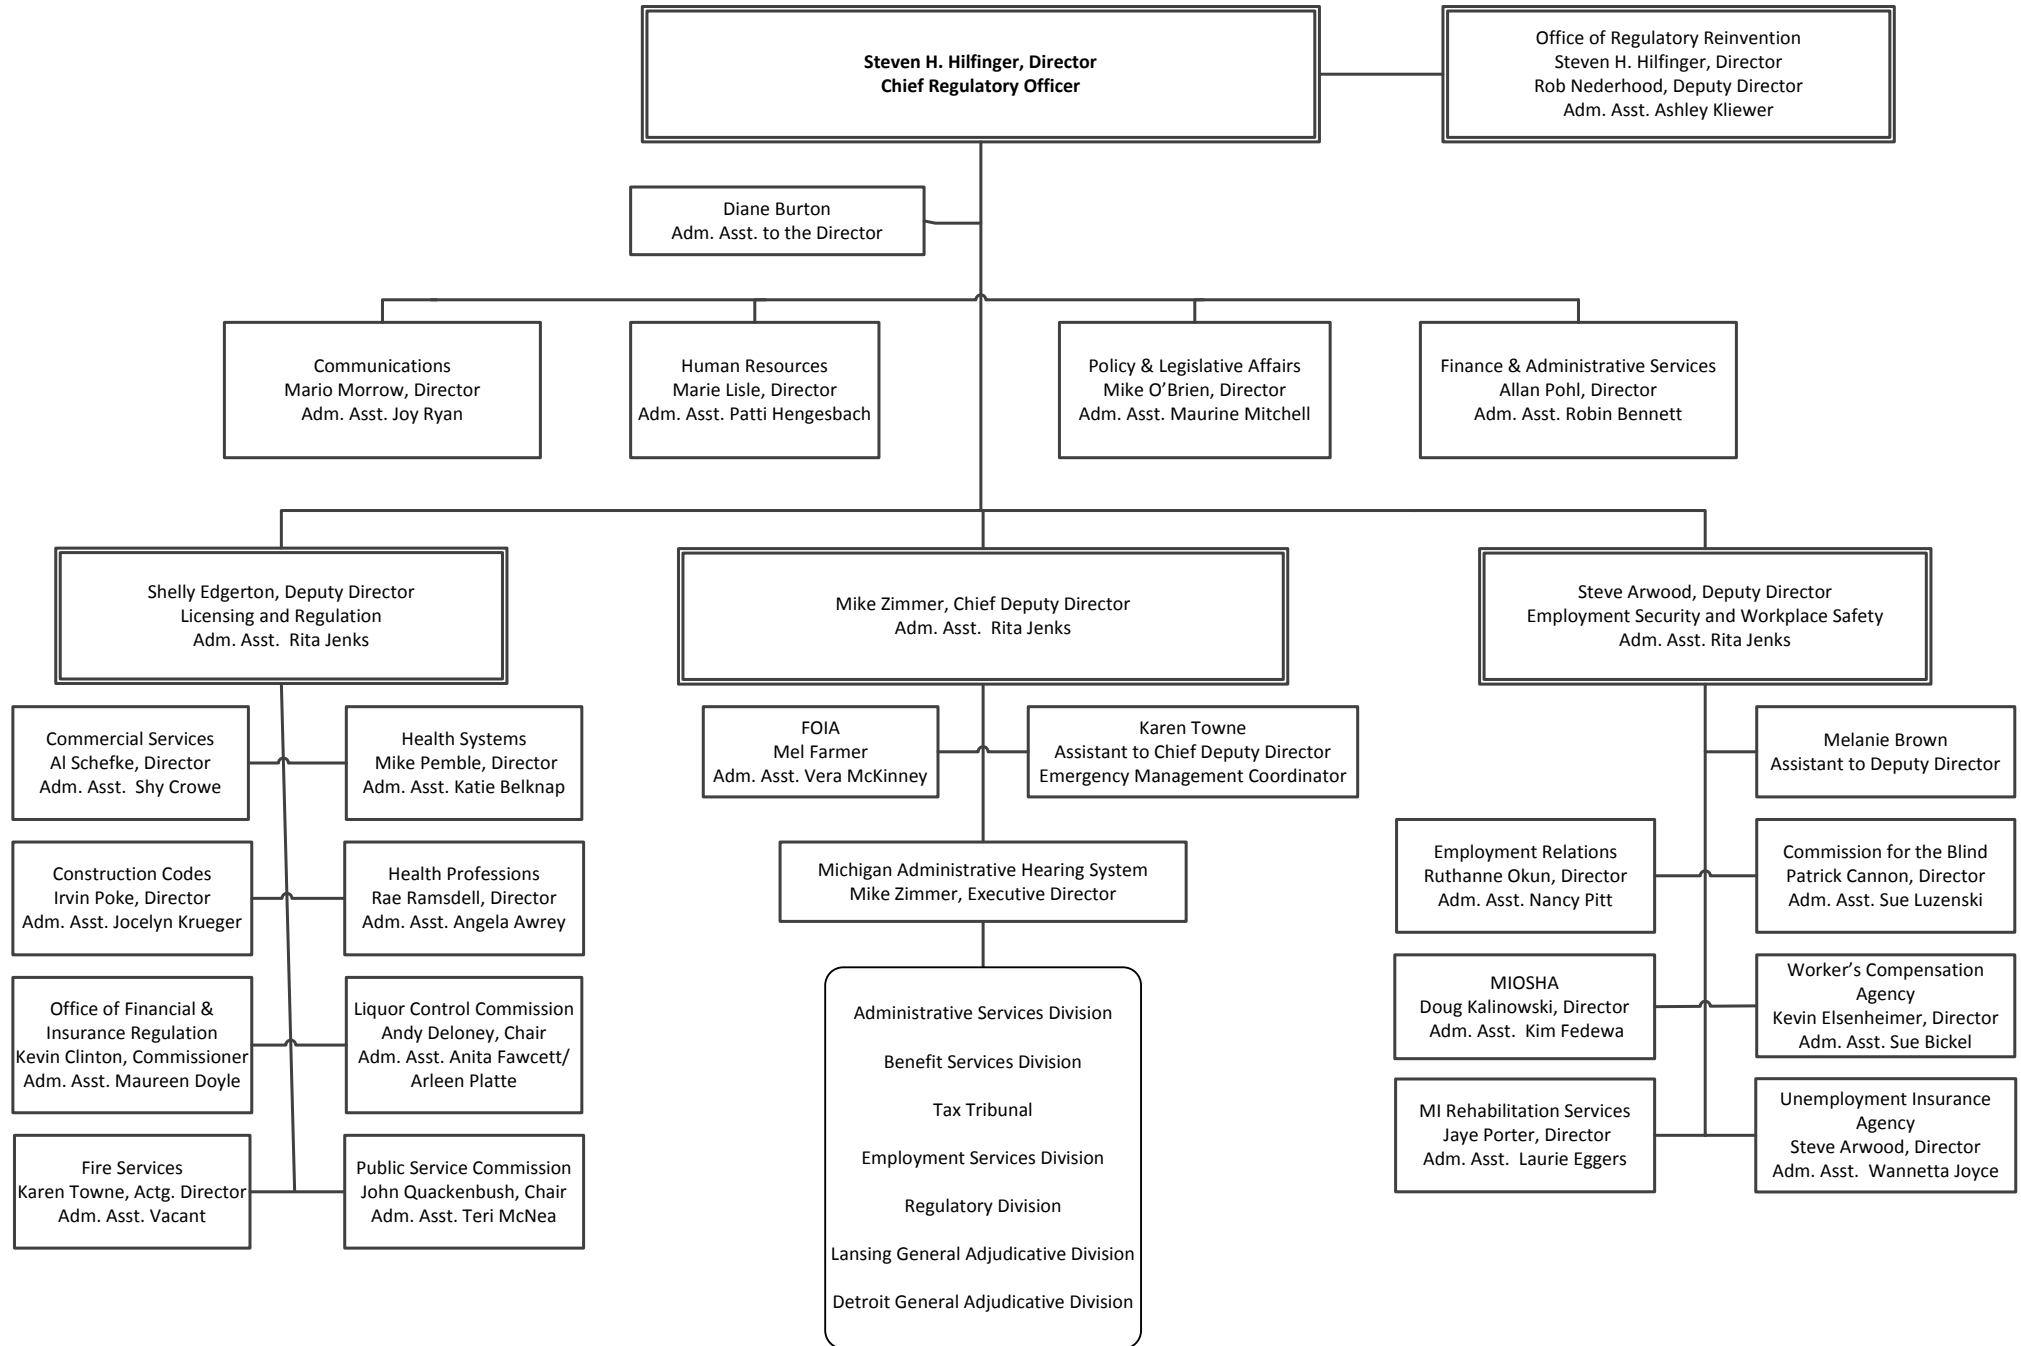 Steven H. Hilfinger, Director
Chief Regulatory Officer
Office of Regulatory Reinvention
Steven H. Hilfinger, Director
Rob Nederhood, Deputy Director
Adm. Asst. Ashley Kliewer
Diane Burton
Adm. Asst. to the Director
Communications
Mario Morrow, Director
Adm. Asst. Joy Ryan
Human Resources
Marie Lisle, Director
Adm. Asst. Patti Hengesbach
Policy & Legislative Affairs
Mike O’Brien, Director
Adm. Asst. Maurine Mitchell
Finance & Administrative Services
Allan Pohl, Director
Adm. Asst. Robin Bennett
Shelly Edgerton, Deputy Director
Licensing and Regulation
Adm. Asst. Rita Jenks
Mike Zimmer, Chief Deputy Director
Adm. Asst. Rita Jenks
Steve Arwood, Deputy Director
Employment Security and Workplace Safety
Adm. Asst. Rita Jenks
Commercial Services
Al Schefke, Director
Adm. Asst. Shy Crowe
Health Systems
Mike Pemble, Director
Adm. Asst. Katie Belknap
Construction Codes
Irvin Poke, Director
Adm. Asst. Jocelyn Krueger
Health Professions
Rae Ramsdell, Director
Adm. Asst. Angela Awrey
Office of Financial &
Insurance Regulation
Kevin Clinton, Commissioner
Adm. Asst. Maureen Doyle
Liquor Control Commission
Andy Deloney, Chair
Adm. Asst. Anita Fawcett/
Arleen Platte
Fire Services
Karen Towne, Actg. Director
Adm. Asst. Vacant
Public Service Commission
John Quackenbush, Chair
Adm. Asst. Teri McNea
FOIA
Mel Farmer
Adm. Asst. Vera McKinney
Karen Towne
Assistant to Chief Deputy Director
Emergency Management Coordinator
Michigan Administrative Hearing System
Mike Zimmer, Executive Director
Administrative Services Division
Benefit Services Division
Tax Tribunal
Employment Services Division
Regulatory Division
Lansing General Adjudicative Division
Detroit General Adjudicative Division
Melanie Brown
Assistant to Deputy Director
Employment Relations
Ruthanne Okun, Director
Adm. Asst. Nancy Pitt
Commission for the Blind
Patrick Cannon, Director
Adm. Asst. Sue Luzenski
MIOSHA
Doug Kalinowski, Director
Adm. Asst. Kim Fedewa
Worker’s Compensation
Agency
Kevin Elsenheimer, Director
Adm. Asst. Sue Bickel
MI Rehabilitation Services
Jaye Porter, Director
Adm. Asst. Laurie Eggers
Unemployment Insurance
Agency
Steve Arwood, Director
Adm. Asst. Wannetta Joyce